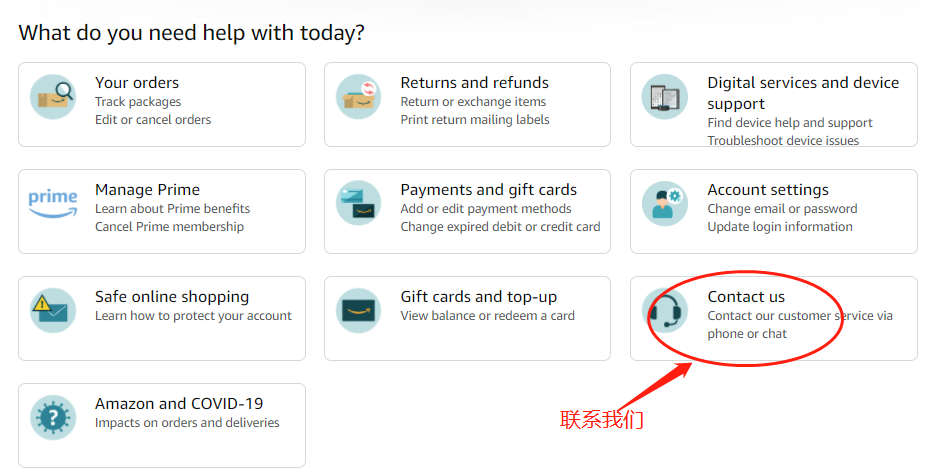 What do you need help with today?
Your orders
Track packages
Edit or cancel orders
Returns and refunds
Return or exchange items
Print return mailing labels
Digital services and device
support
Find device help and support
Troubleshoot device issues
prime
Manage Prime
Learn about Prime benefits
Cancel Prime membership
Payments and gift cards
Add or edit payment methods
Change expired debit or credit card
Account settings
Change email or password
Update login information
Safe online shopping
Learn how to protect your account
Gift cards and top-up
View balance or redeem a card
Contact us
Contact our customer service via
phone or chat
Amazon and COVID-19
Impacts on orders and deliveries
联系我们